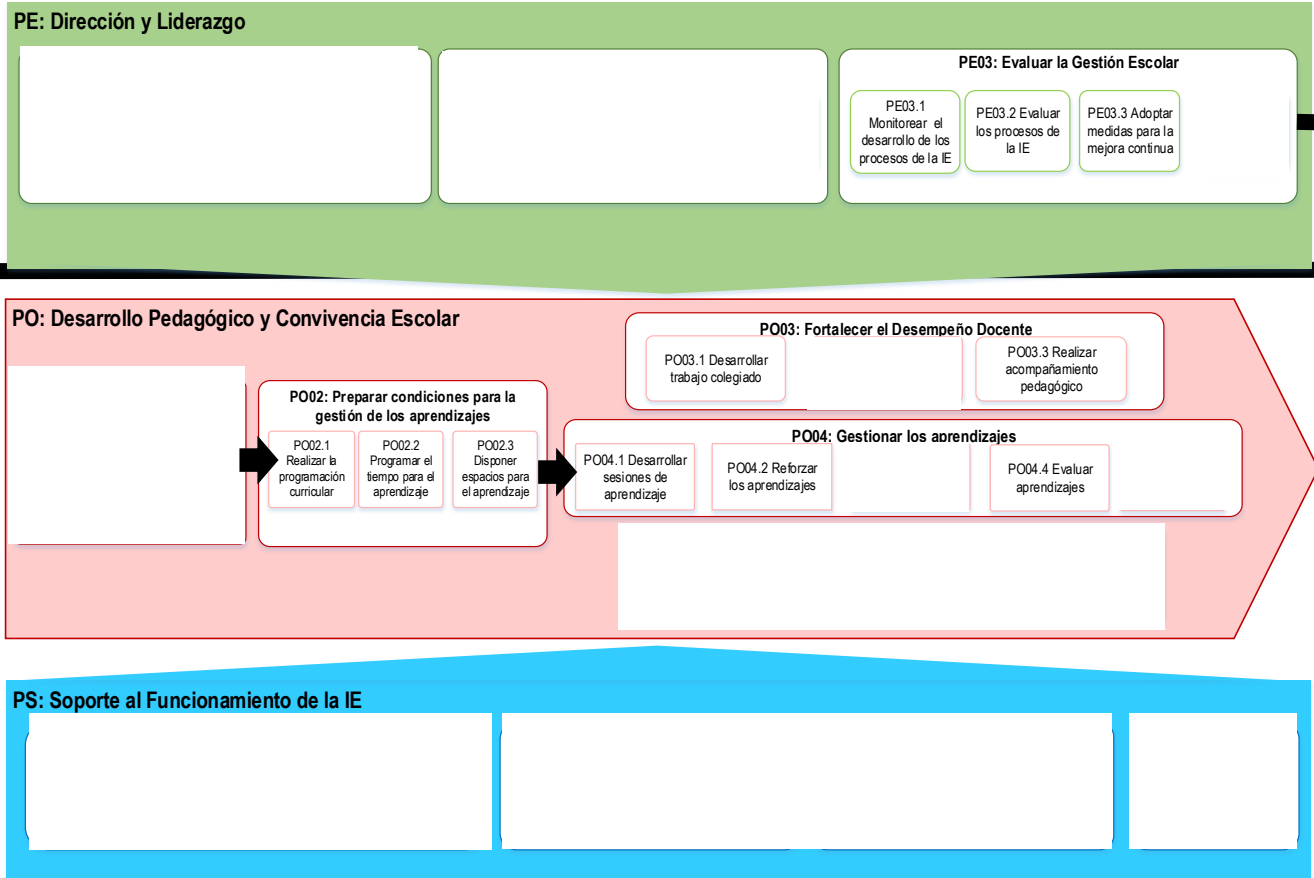 PE: Dirección y Liderazgo
PE03: Evaluar la Gestión Escolar
PE03.1
Monitorear el
desarrollo de los
procesos de la IE
PE03.2 Evaluar
los procesos de
la IE
PE03.3 Adoptar
medidas para la
mejora continua
PO: Desarrollo Pedagógico y Convivencia Escolar
PO03: Fortalecer el Desempeño Docente
PO03.1 Desarrollar
trabajo colegiado
PO03.3 Realizar
acompañamiento
pedagógico
PO02: Preparar condiciones para la
gestión de los aprendizajes
PO02.1
Realizar la
programación
curricular
PO02.2
Programar el
tiempo para el
aprendizaje
PO02.3
Disponer
espacios para
el aprendizaje
PO04: Gestionar los aprendizajes
PO04.1 Desarrollar
sesiones de
aprendizaje
PO04.2 Reforzar
los aprendizajes
PO04.4 Evaluar
aprendizajes
PS: Soporte al Funcionamiento de la IE